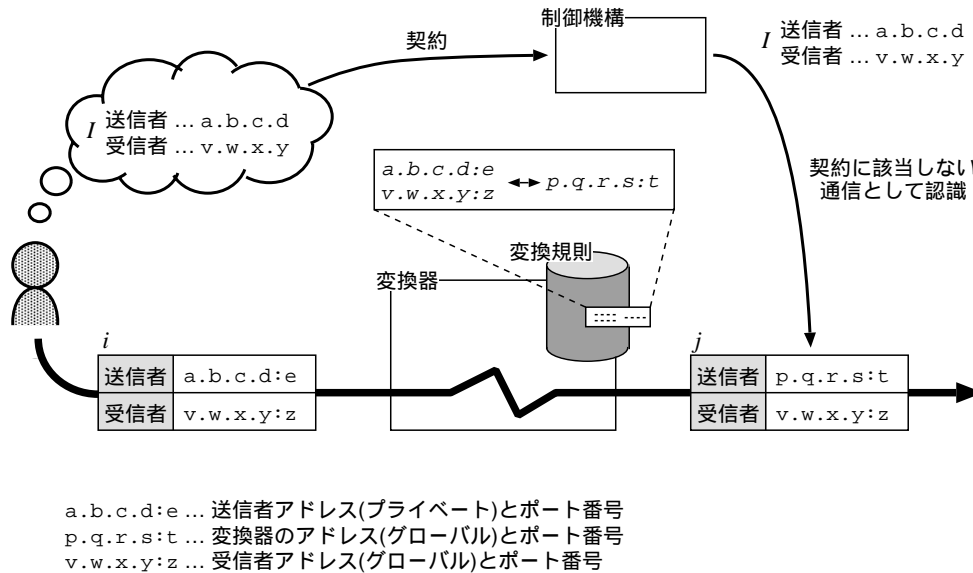 制御機構
契約
I 送信者 ... a.b.c.d
受信者 ... v.w.x.y
I 送信者 ... a.b.c.d
受信者 ... v.w.x.y
a.b.c.d:e
v.w.x.y:z
p.q.r.s:t
契約に該当しない
通信として認識
変換規則
変換器
i
送信者 a.b.c.d:e
受信者 v.w.x.y:z
j
送信者 p.q.r.s:t
受信者 v.w.x.y:z
a.b.c.d:e ... 送信者アドレス(プライベート)とポート番号
p.q.r.s:t ... 変換器のアドレス(グローバル)とポート番号
v.w.x.y:z ... 受信者アドレス(グローバル)とポート番号